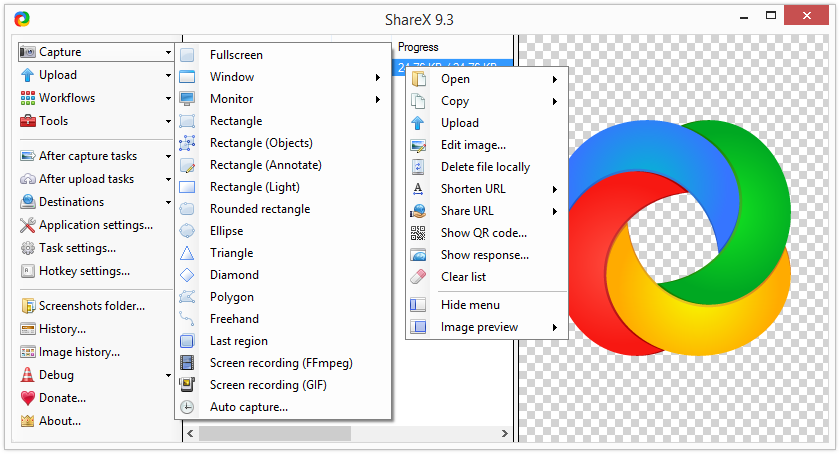 ShareX 9.3
Capture
Upload
Workflows
Tools
After capture tasks
After upload tasks
Destinations
Application settings...
Task settings...
Hotkey settings...
Screenshots folder...
History...
Image history...
Debug
Donate...
About...
Fullscreen
Window
Monitor
Rectangle
Rectangle (Objects)
Rectangle (Annotate)
Rectangle (Light)
Rounded rectangle
Ellipse
Triangle
Diamond
Polygon
Freehand
Last region
Screen recording (FFmpeg)
Screen recording (GIF)
Auto capture...
Progress
Open
Copy
Upload
Edit image...
Delete file locally
Shorten URL
Share URL
Show QR code...
Show response...
Clear list
Hide menu
Image preview